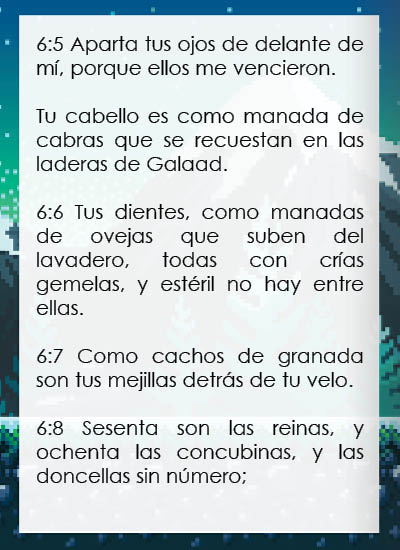 6:5 Aparta tus ojos de delante de
mí, porque ellos me vencieron.
Tu cabello es como manada de
cabras que se recuestan en las
laderas de Galaad.
6:6 Tus dientes, como manadas
de ovejas que suben del
lavadero, todas con crías
gemelas, y estéril no hay entre
ellas.
6:7 Como cachos de granada
son tus mejillas detrás de tu velo.
6:8 Sesenta son las reinas, y
ochenta las concubinas, y las
doncellas sin número;